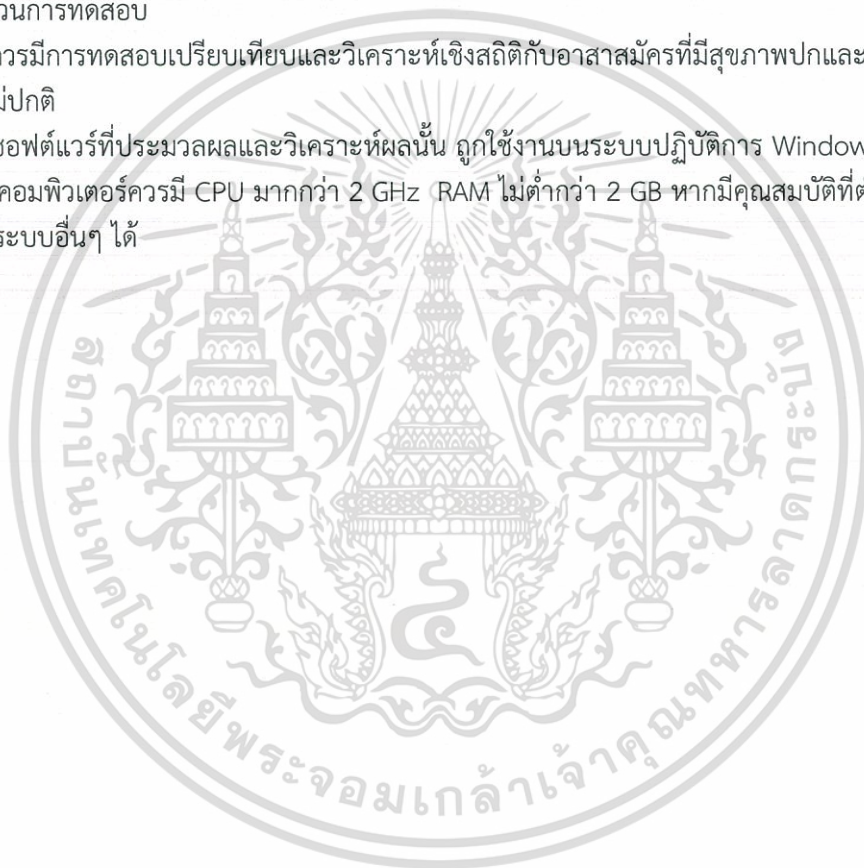 วนการทดสอบ
วรมีการทดสอบเปรียบเทียบและวิเคราะห์เชิงสถิติกับอาสาสมัครที่มีสุขภาพปกและ
ม่ปกติ
ซอฟต์แวร์ที่ประมวลผลและวิเคราะห์ผลนั้น ถูกใช้งานบนระบบปฏิบัติการ Window
คอมพิวเตอร์ควรมี CPU มากกว่า 2 GHz RAM ไม่ต่ำกว่า 2 GB หากมีคุณสมบัติที่ต่
ระบบอื่นๆ ได้
สถาบันเทคโนโลยีพระจอมเกล้าเจ้าคุณทหารลาดกระบัง
๔